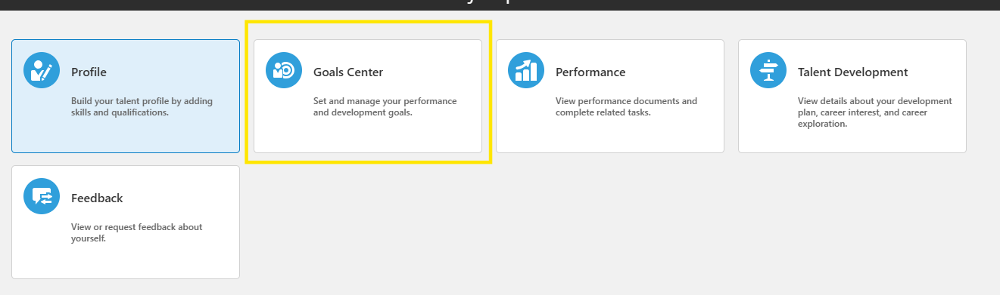 Profile
Build your talent profile by adding
skills and qualifications.
Goals Center
Set and manage your performance
and development goals.
Performance
View performance documents and
complete related tasks.
Talent Development
View details about your development
plan, career interest, and career
exploration.
Feedback
View or request feedback about
yourself.